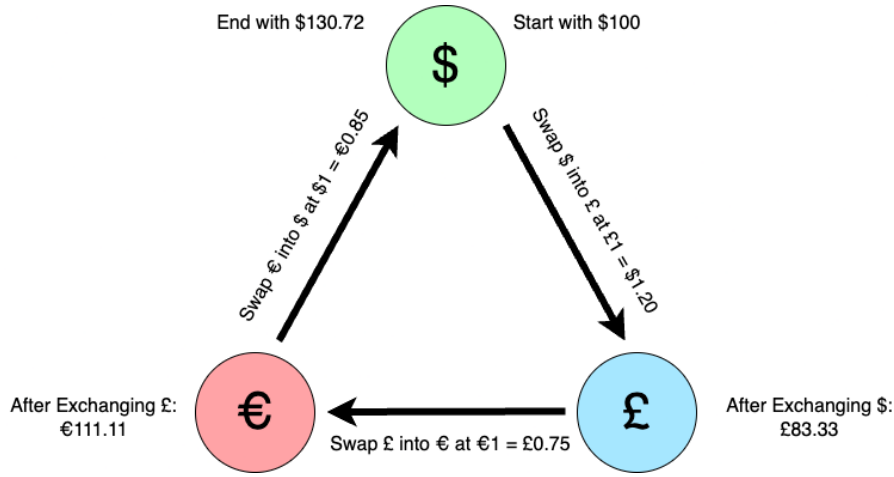 End with $130.72
$
Start with $100
Swap € into $ at $1 = €0.85
Swap $ into £ at £1 = $1.20
After Exchanging £:
€111.11
€
Swap £ into € at €1 = £0.75
£
After Exchanging $:
£83.33